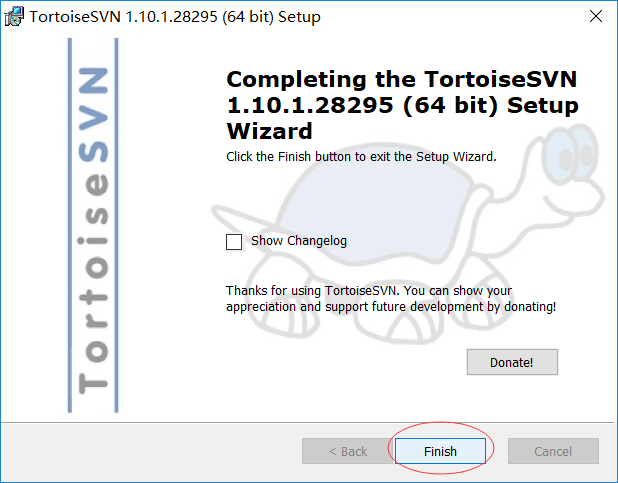 TortoiseSVN 1.10.1.28295 (64 bit) Setup
TortoiseSVN
Completing the TortoiseSVN
1.10.1.28295 (64 bit) Setup
Wizard
Click the Finish button to exit the Setup Wizard.
Show Changelog
Thanks for using TortoiseSVN. You can show your
appreciation and support future development by donating!
Donate!
< Back
Finish
Cancel